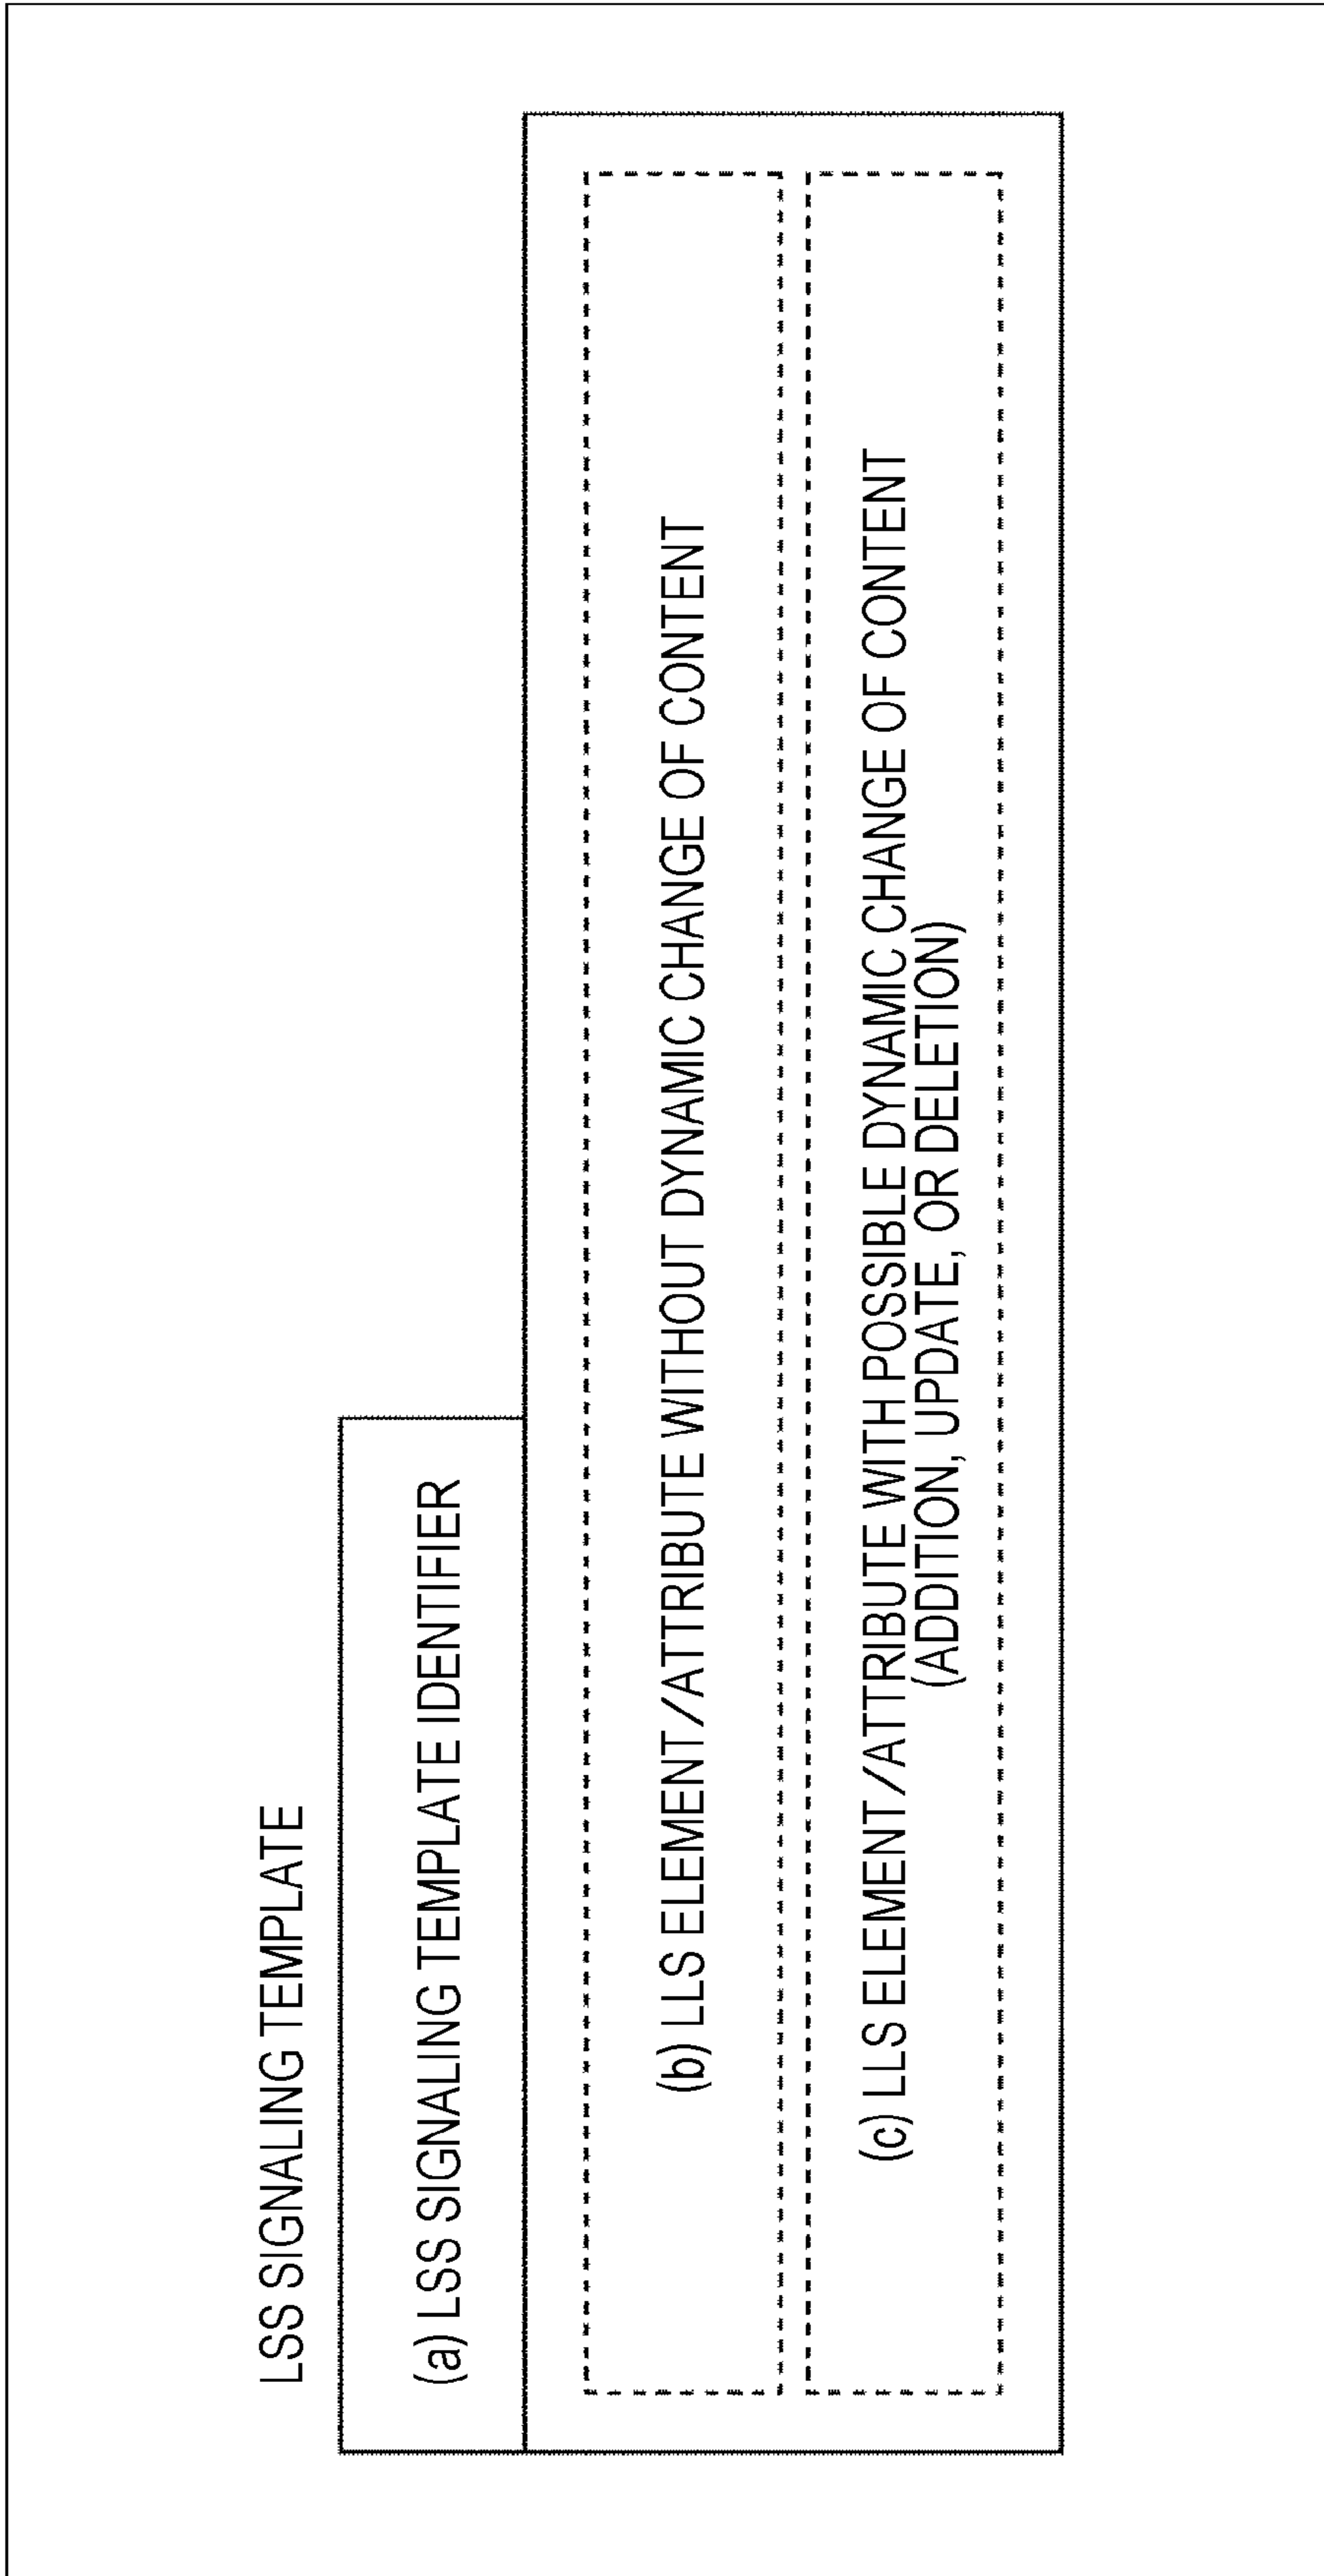 LSS SIGNALING TEMPLATE
(a) LSS SIGNALING TEMPLATE IDENTIFIER
(b) LLS ELEMENT/ATTRIBUTE WITHOUT DYNAMIC CHANGE OF CONTENT
(c) LLS ELEMENT/ATTRIBUTE WITH POSSIBLE DYNAMIC CHANGE OF CONTENT
(ADDITION, UPDATE, OR DELETION)